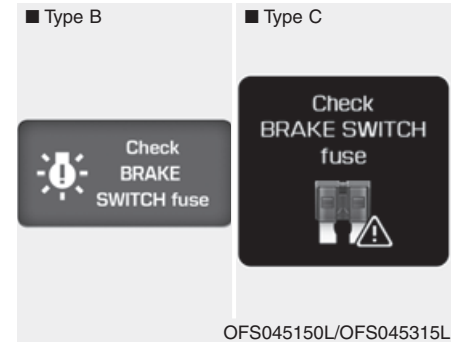 ■ Type B
Check
BRAKE
SWITCH fuse
■ Type C
Check
BRAKE SWITCH
fuse
OFS045150L/OFS045315L